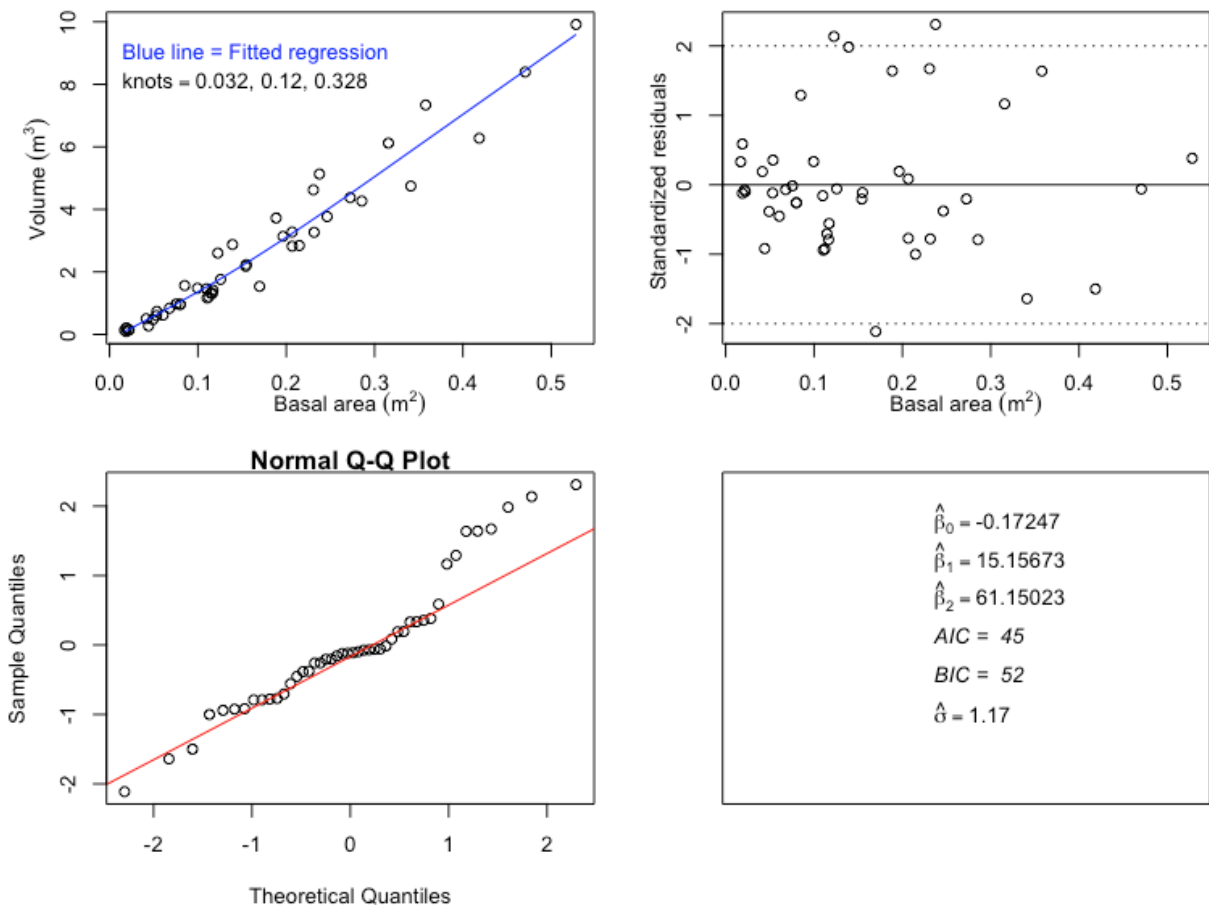 Blue line = Fitted regression
knots = 0.032, 0.12, 0.328
Volume (m³)
0 2 4 6 8 10
0.0 0.1 0.2 0.3 0.4 0.5
Basal area (m²)
Standardized residuals
-2 -1 0 1 2
0.0 0.1 0.2 0.3 0.4 0.5
Basal area (m²)
Normal Q-Q Plot
Sample Quantiles
-2 -1 0 1 2
-2 -1 0 1 2
Theoretical Quantiles
β̂₀ = -0.17247
β̂₁ = 15.15673
β̂₂ = 61.15023
AIC = 45
BIC = 52
σ̂ = 1.17